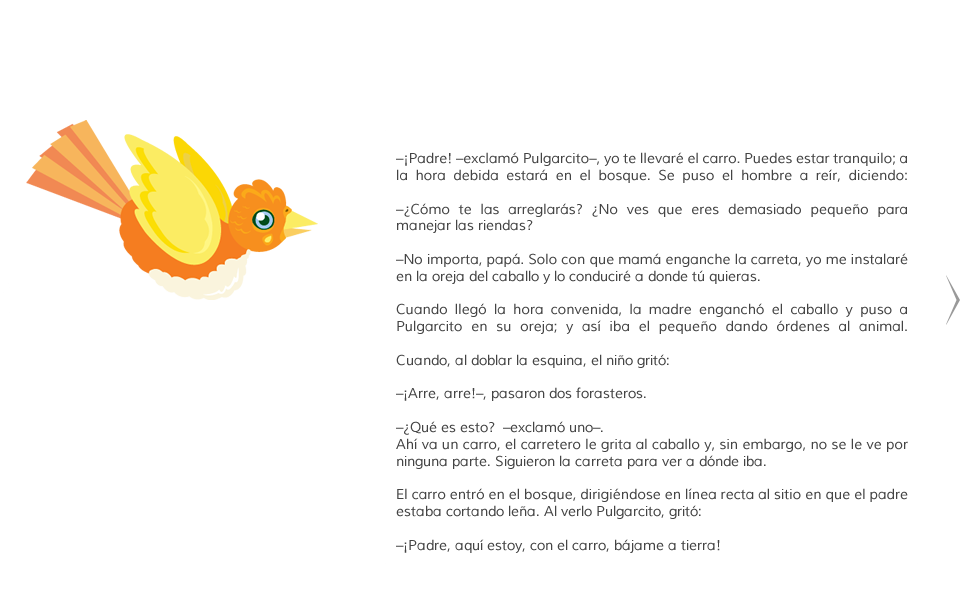 –¡Padre! –exclamó Pulgarcito–, yo te llevaré el carro. Puedes estar tranquilo; a
la hora debida estará en el bosque. Se puso el hombre a reír, diciendo:
–¿Cómo te las arreglarás? ¿No ves que eres demasiado pequeño para
manejar las riendas?
–No importa, papá. Solo con que mamá enganche la carreta, yo me instalaré
en la oreja del caballo y lo conduciré a donde tú quieras.
Cuando llegó la hora convenida, la madre enganchó el caballo y puso a
Pulgarcito en su oreja; y así iba el pequeño dando órdenes al animal.
Cuando, al doblar la esquina, el niño gritó:
–¡Arre, arre!–, pasaron dos forasteros.
–¿Qué es esto?  –exclamó uno–.
Ahí va un carro, el carretero le grita al caballo y, sin embargo, no se le ve por
ninguna parte. Siguieron la carreta para ver a dónde iba.
El carro entró en el bosque, dirigiéndose en línea recta al sitio en que el padre
estaba cortando leña. Al verlo Pulgarcito, gritó:
–¡Padre, aquí estoy, con el carro, bájame a tierra!